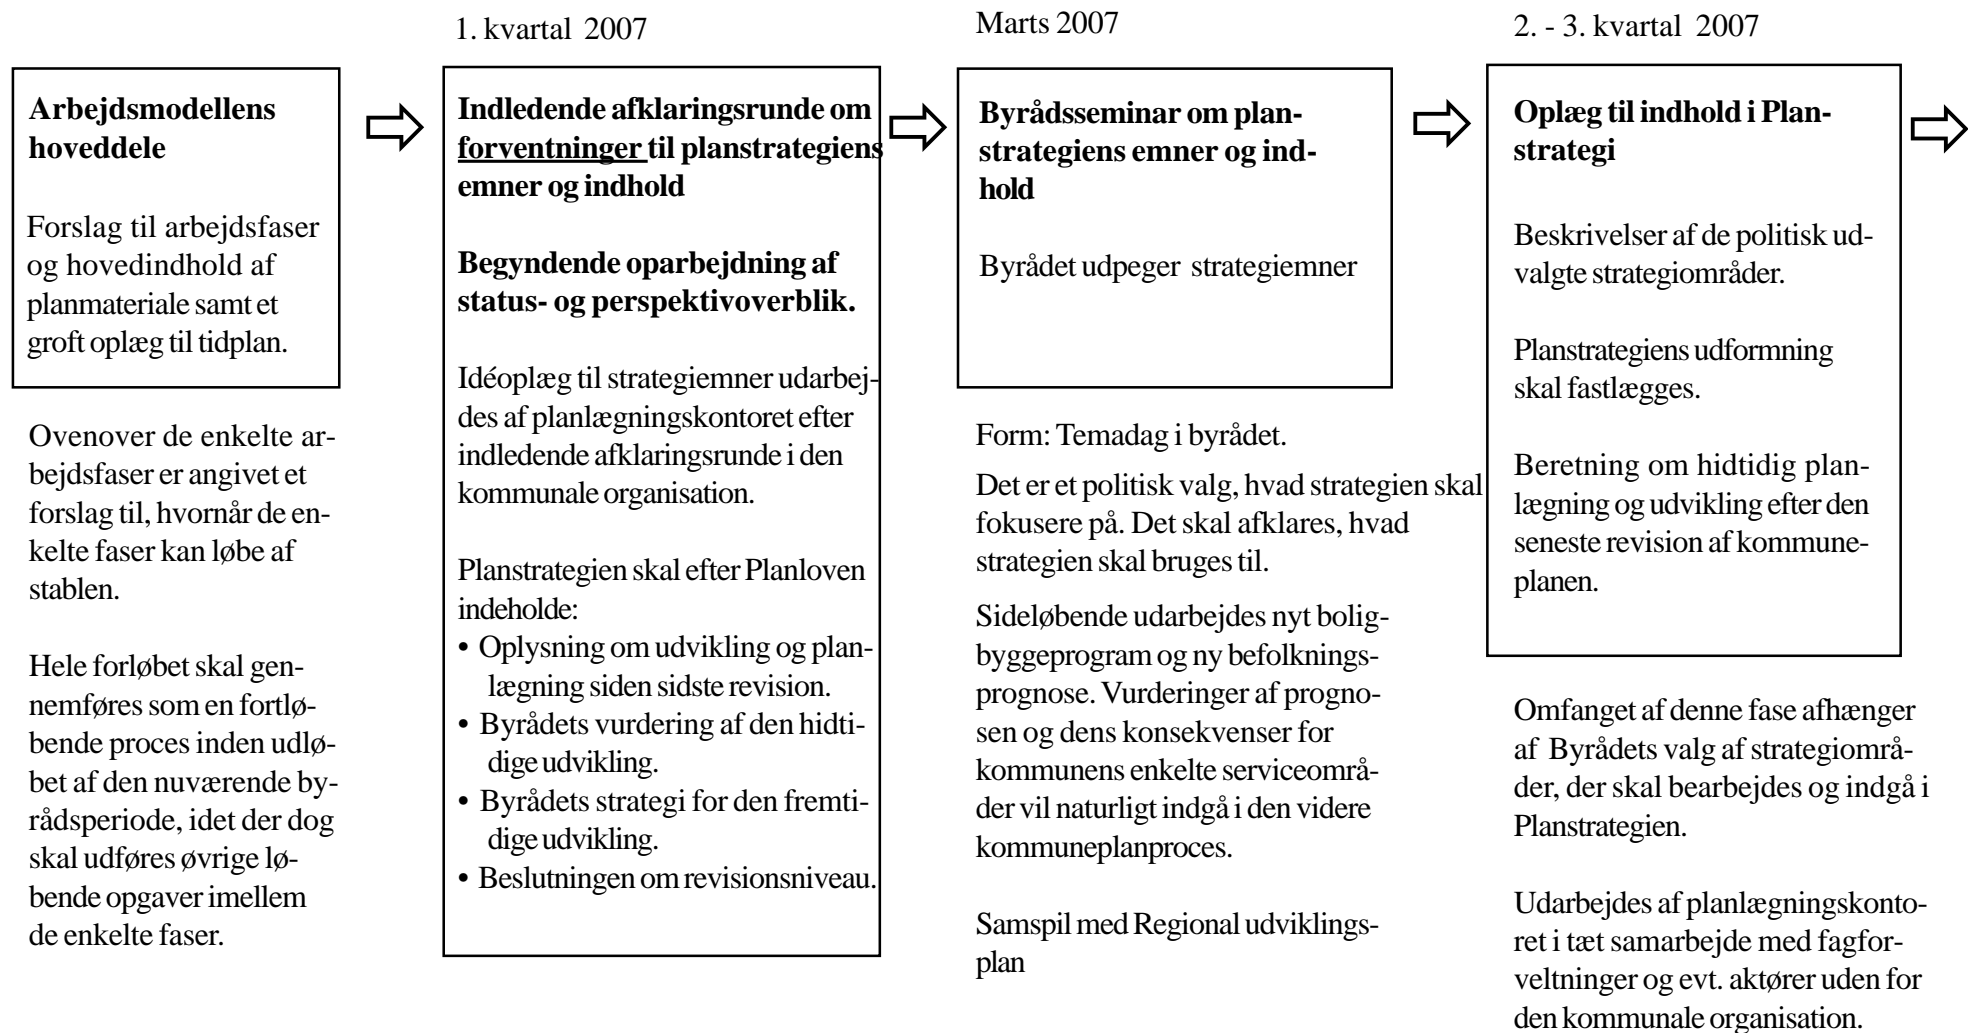 1. kvartal 2007
Marts 2007
2. - 3. kvartal 2007
Arbejdsmodellens
hoveddele
Forslag til arbejdsfaser
og hovedindhold af
planmateriale samt et
groft oplæg til tidplan.
Ovenover de enkelte ar-
bejdsfaser er angivet et
forslag til, hvornår de en-
kelte faser kan løbe af
stablen.
Hele forløbet skal gen-
nemføres som en fortlø-
bende proces inden udlø-
bet af den nuværende by-
rådsperiode, idet der dog
skal udføres øvrige lø-
bende opgaver imellem
de enkelte faser.
Indledende afklaringsrunde om
forventninger til planstrategiens
emner og indhold
Begyndende oparbejdning af
status- og perspektivoverblik.
Idéoplæg til strategiemner udarbej-
des af planlægningskontoret efter
indledende afklaringsrunde i den
kommunale organisation.
Planstrategien skal efter Planloven
indeholde:
• Oplysning om udvikling og plan-
lægning siden sidste revision.
• Byrådets vurdering af den hidti-
dige udvikling.
• Byrådets strategi for den fremti-
dige udvikling.
• Beslutningen om revisionsniveau.
Byrådsseminar om plan-
strategiens emner og ind-
hold
Byrådet udpeger strategiemner
Form: Temadag i byrådet.
Det er et politisk valg, hvad strategien skal
fokusere på. Det skal afklares, hvad
strategien skal bruges til.
Sideløbende udarbejdes nyt bolig-
byggeprogram og ny befolknings-
prognose. Vurderinger af progno-
sen og dens konsekvenser for
kommunens enkelte serviceområ-
der vil naturligt indgå i den videre
kommuneplanproces.
Samspil med Regional udviklings-
plan
Oplæg til indhold i Plan-
strategi
Beskrivelser af de politisk ud-
valgte strategiområder.
Planstrategiens udformning
skal fastlægges.
Beretning om hidtidig plan-
lægning og udvikling efter den
seneste revision af kommune-
planen.
Omfanget af denne fase afhænger
af Byrådets valg af strategiområ-
der, der skal bearbejdes og indgå i
Planstrategien.
Udarbejdes af planlægningskonto-
ret i tæt samarbejde med fagfor-
veltninger og evt. aktører uden for
den kommunale organisation.